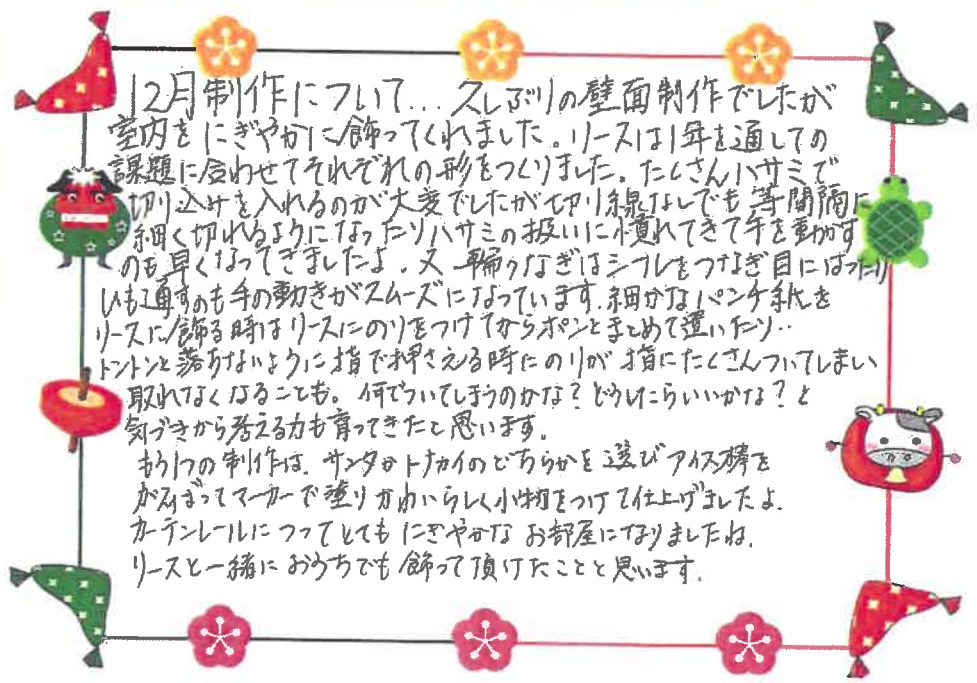 12月制作について... 久しぶりの壁面制作でしたが
室内をにぎやかに飾ってくれました。リースは1年を通しての
課題に合わせてそれぞれの形をつくりました。たくさんハサミで
切り込みを入れるのが大変でしたが切り線なしでも等間隔に
細く切れるようになったりハサミの扱いに慣れてきて手を動かす
のも早くなってきましたよ。又 輪つなぎはシフレをつなぎ目にはったり
ひも通すのも手の動きがスムーズになっています。細かなパンチ紙を
リースに飾る時はリースにのりをつけてからポンとまとめて置いたり..
トントンと落ちないように指で押さえる時にのりが指にたくさんついてしまい
取れなくなることも。何でついてしまうのかな？どうしたらいいかな？と
気づきから考える力も育ってきたと思います。
もう1つの制作は、サンタかトナカイのどちらかを選びアイス棒を
がんばってマーカーで塗りかわいらしく小物をつけて仕上げましたよ。
カーテンレールにつってとてもにぎやかなお部屋になりましたね。
リースと一緒におうちでも飾って頂けたことと思います。